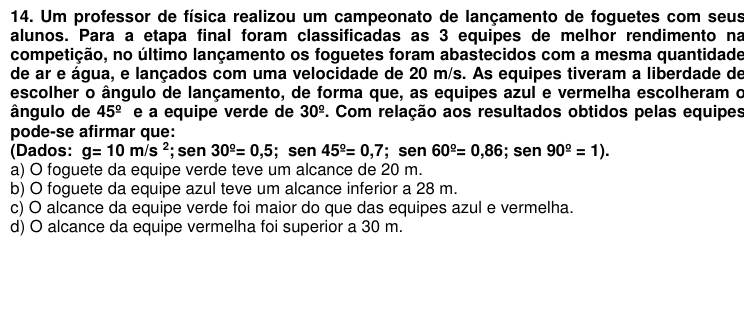 14. Um professor de física realizou um campeonato de lançamento de foguetes com seus
alunos. Para a etapa final foram classificadas as 3 equipes de melhor rendimento na
competição, no último lançamento os foguetes foram abastecidos com a mesma quantidade
de ar e água, e lançados com uma velocidade de 20 m/s. As equipes tiveram a liberdade de
escolher o ângulo de lançamento, de forma que, as equipes azul e vermelha escolheram o
ângulo de 45º e a equipe verde de 30º. Com relação aos resultados obtidos pelas equipes
pode-se afirmar que:
(Dados: g= 10 m/s ²; sen 30º= 0,5; sen 45º= 0,7; sen 60º= 0,86; sen 90º = 1).
a) O foguete da equipe verde teve um alcance de 20 m.
b) O foguete da equipe azul teve um alcance inferior a 28 m.
c) O alcance da equipe verde foi maior do que das equipes azul e vermelha.
d) O alcance da equipe vermelha foi superior a 30 m.